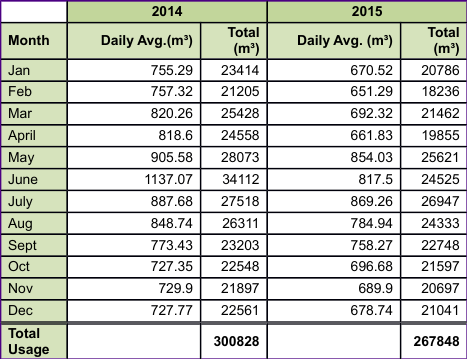 2014 2015
Month Daily Avg.(m³) Total (m³) Daily Avg. (m³) Total (m³)
Jan 755.29 23414 670.52 20786
Feb 757.32 21205 651.29 18236
Mar 820.26 25428 692.32 21462
April 818.6 24558 661.83 19855
May 905.58 28073 854.03 25621
June 1137.07 34112 817.5 24525
July 887.68 27518 869.26 26947
Aug 848.74 26311 784.94 24333
Sept 773.43 23203 758.27 22748
Oct 727.35 22548 696.68 21597
Nov 729.9 21897 689.9 20697
Dec 727.77 22561 678.74 21041
Total Usage 300828 267848